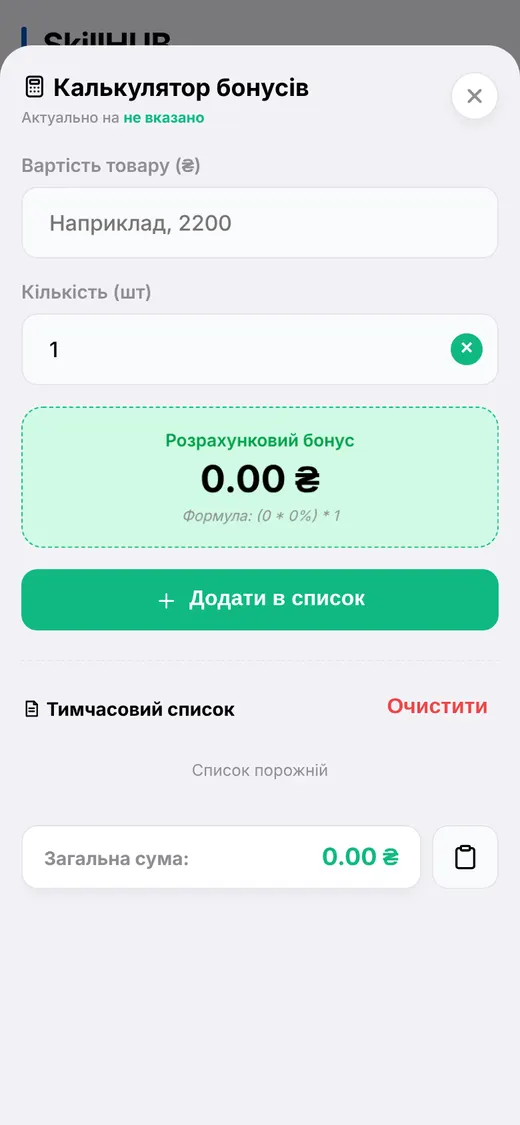 SkillHUB
Калькулятор бонусів
Актуально на не вказано
Вартість товару (₴)
Наприклад, 2200
Кількість (шт)
1
Розрахунковий бонус
0.00 ₴
Формула: (0 * 0%) * 1
+ Додати в список
Тимчасовий список
Очистити
Список порожній
Загальна сума:
0.00 ₴